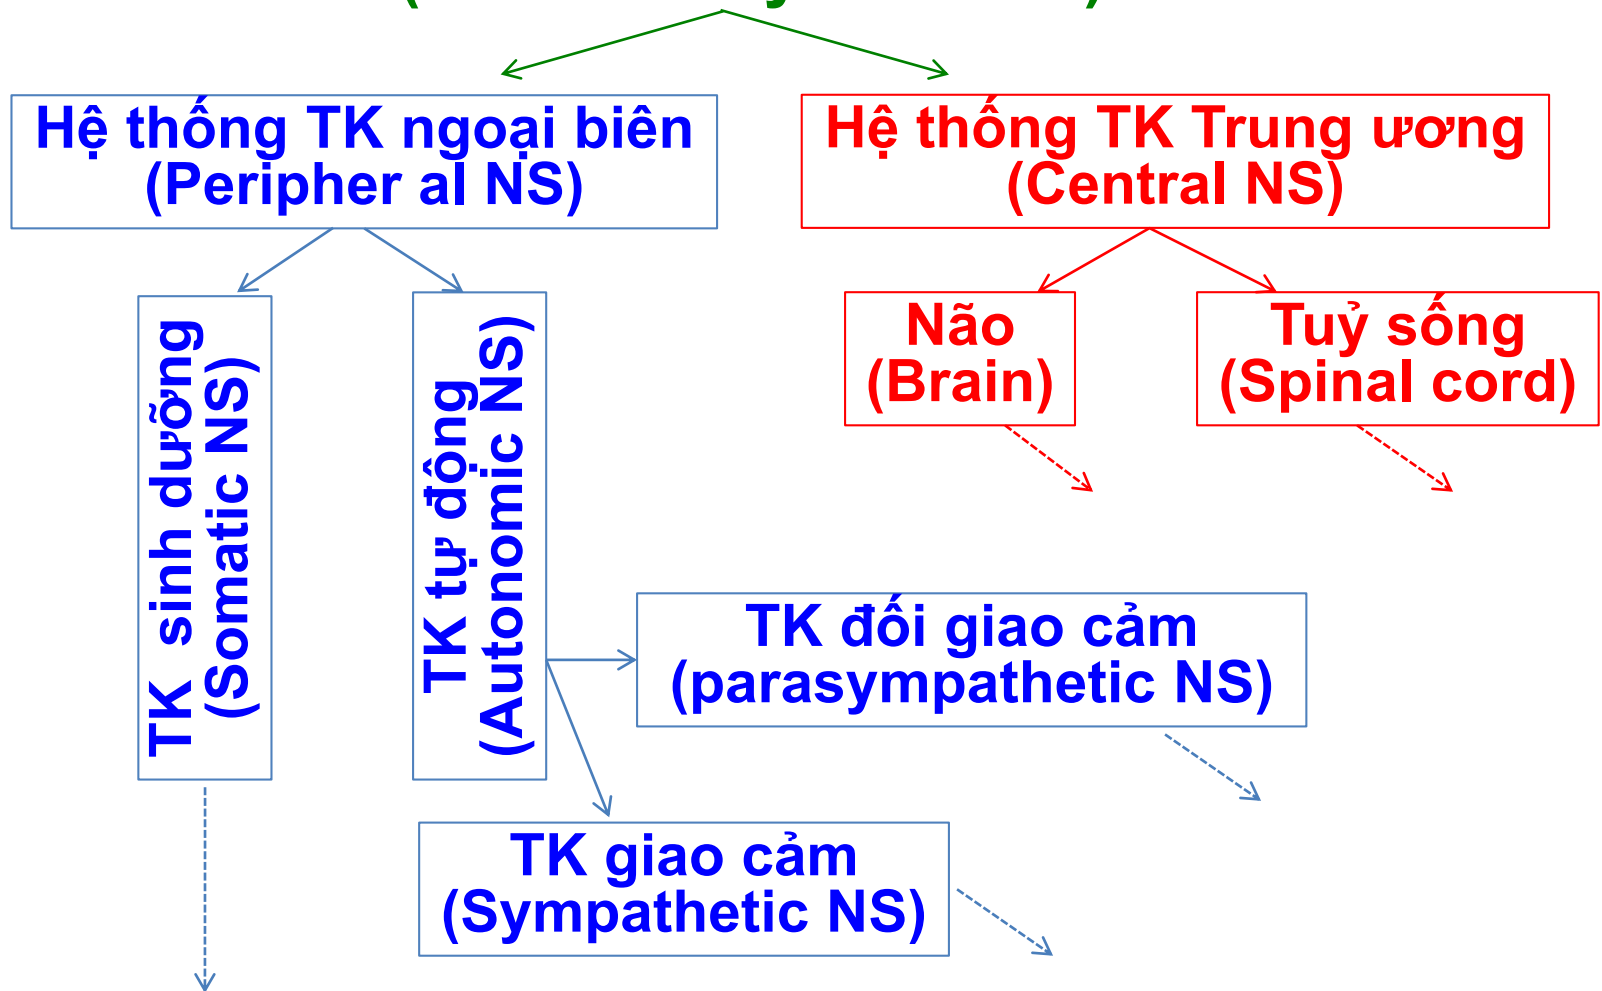 Hệ thống TK ngoại biên
(Peripher al NS)
Hệ thống TK Trung ương
(Central NS)
TK sinh dưỡng
(Somatic NS)
TK tự động
(Autonomic NS)
Não
(Brain)
Tuỷ sống
(Spinal cord)
TK đối giao cảm
(parasympathetic NS)
TK giao cảm
(Sympathetic NS)